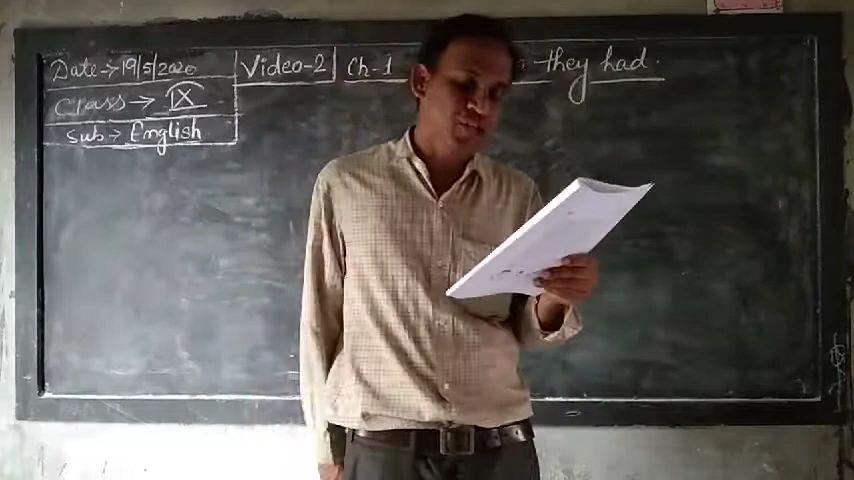 Date→19/5/2020 Video-2 Ch-1 they had.
Class → IX
Sub → English